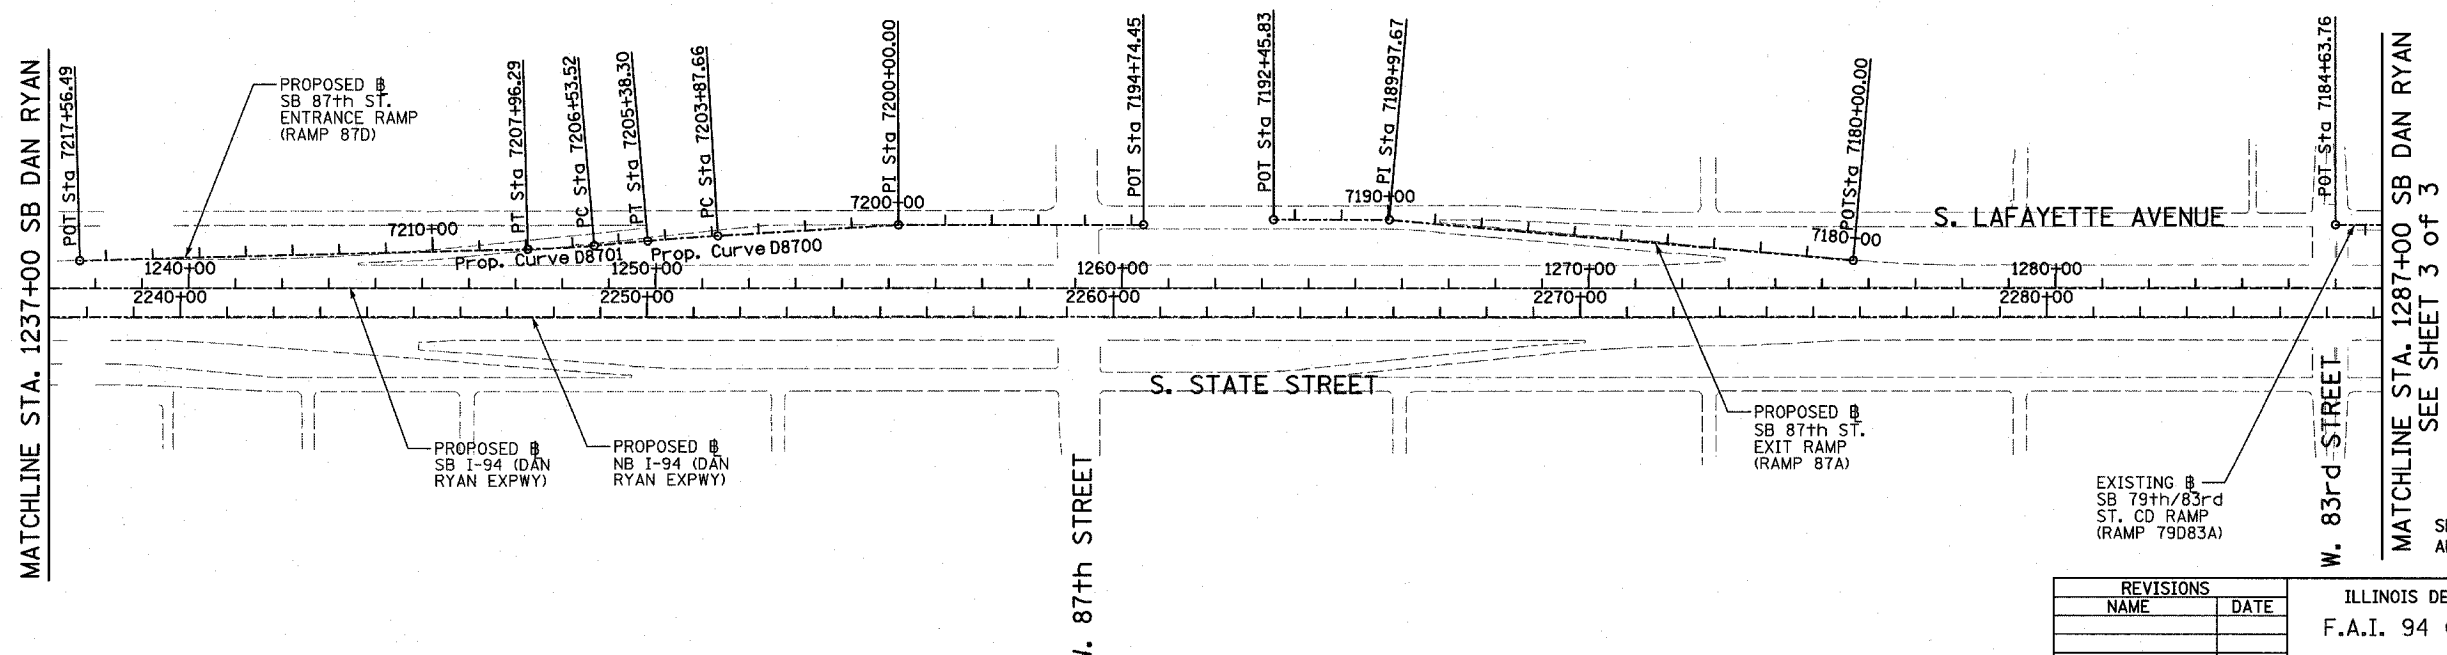 MATCHLINE STA. 1237+00 SB DAN RYAN
POT Sta 7217+56.49
PROPOSED ℄
SB 87th ST.
ENTRANCE RAMP
(RAMP 87D)
PT Sta 7207+96.29
PC Sta 7206+53.52
PT Sta 7205+38.30
PC Sta 7203+87.66
PI Sta 7200+00.00
POT Sta 7194+74.45
POT Sta 7192+45.83
PI Sta 7189+97.67
POT Sta 7180+00.00
POT Sta 7184+63.76
7210+00
7200+00
7190+00
7180+00
S. LAFAYETTE AVENUE
Prop. Curve D8701
Prop. Curve D8700
1240+00
1250+00
1260+00
1270+00
1280+00
2240+00
2250+00
2260+00
2270+00
2280+00
S. STATE STREET
PROPOSED
SB I-94 (DAN
RYAN EXPWY)
PROPOSED
NB I-94 (DAN
RYAN EXPWY)
W. 87th STREET
PROPOSED
SB 87th ST.
EXIT RAMP
(RAMP 87A)
EXISTING
SB 79th/83rd
ST. CD RAMP
(RAMP 79D83A)
W. 83rd STREET
MATCHLINE STA. 1287+00 SB DAN RYAN
SEE SHEET 3 of 3
REVISIONS
NAME DATE
ILLINOIS DE
F.A.I. 94